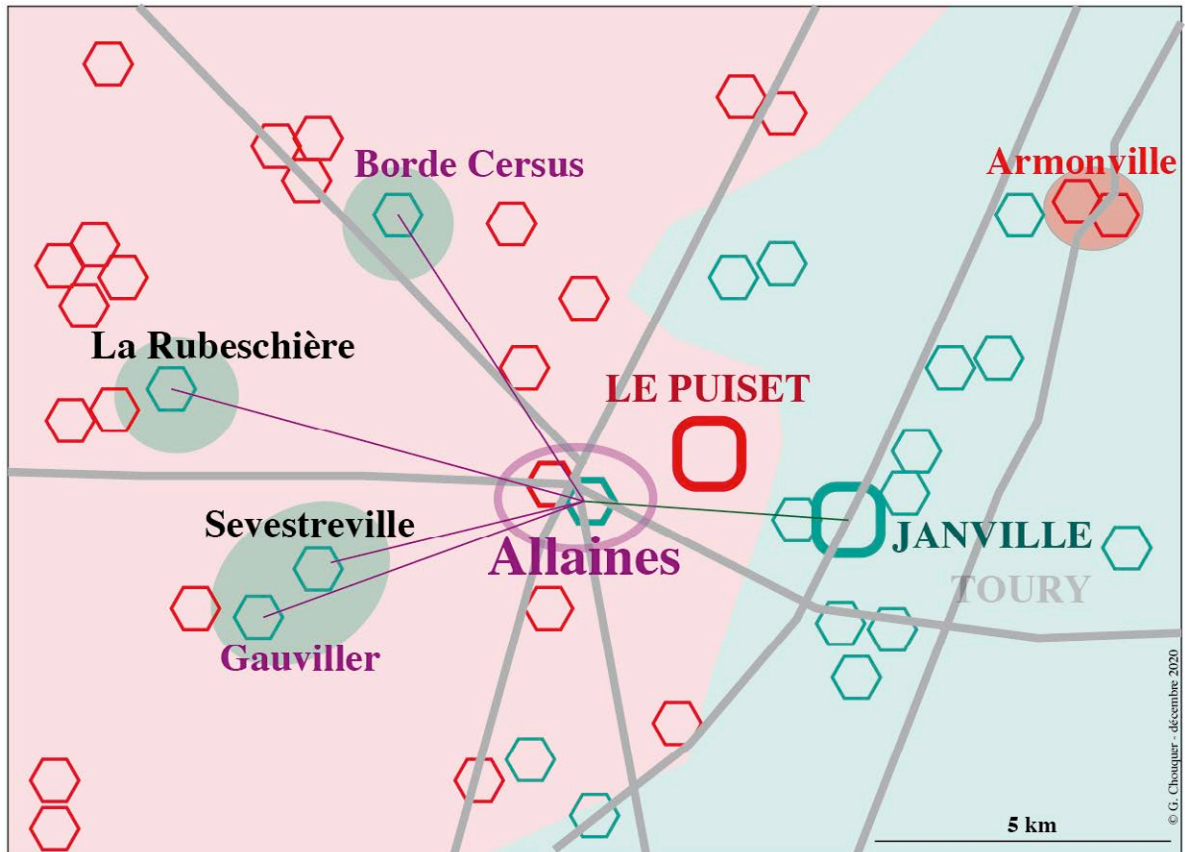 Borde Cersus
Armonville
La Rubeschière
LE PUISET
Sevestreville
JANVILLE
Allaines
TOURY
Gauviller
5 km
© G. Chouquer - décembre 2020